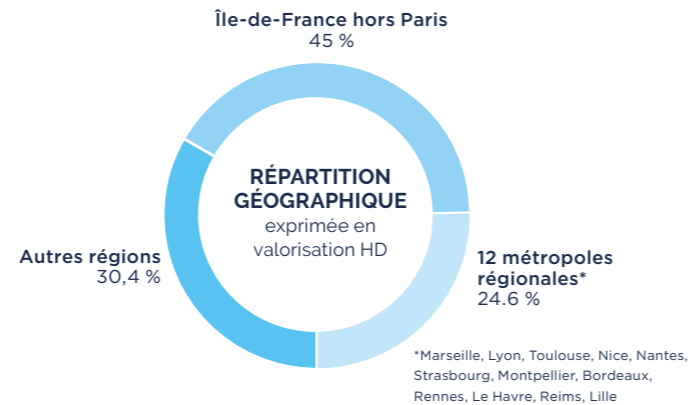 Île-de-France hors Paris
45 %
RÉPARTITION
GÉOGRAPHIQUE
exprimée en
valorisation HD
Autres régions
30,4 %
12 métropoles
régionales*
24.6 %
*Marseille, Lyon, Toulouse, Nice, Nantes,
Strasbourg, Montpellier, Bordeaux,
Rennes, Le Havre, Reims, Lille